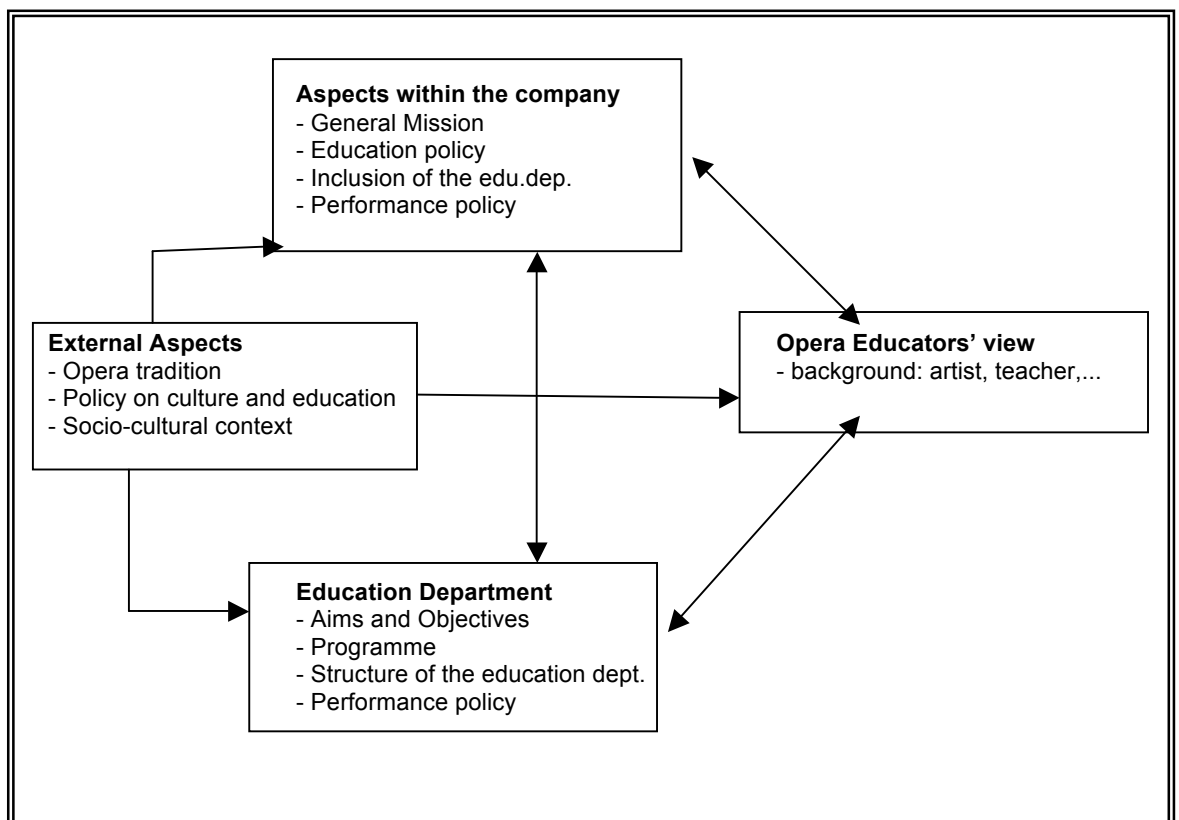 Aspects within the company
- General Mission
- Education policy
- Inclusion of the edu.dep.
- Performance policy
External Aspects
- Opera tradition
- Policy on culture and education
- Socio-cultural context
Opera Educators’ view
- background: artist, teacher,...
Education Department
- Aims and Objectives
- Programme
- Structure of the education dept.
- Performance policy